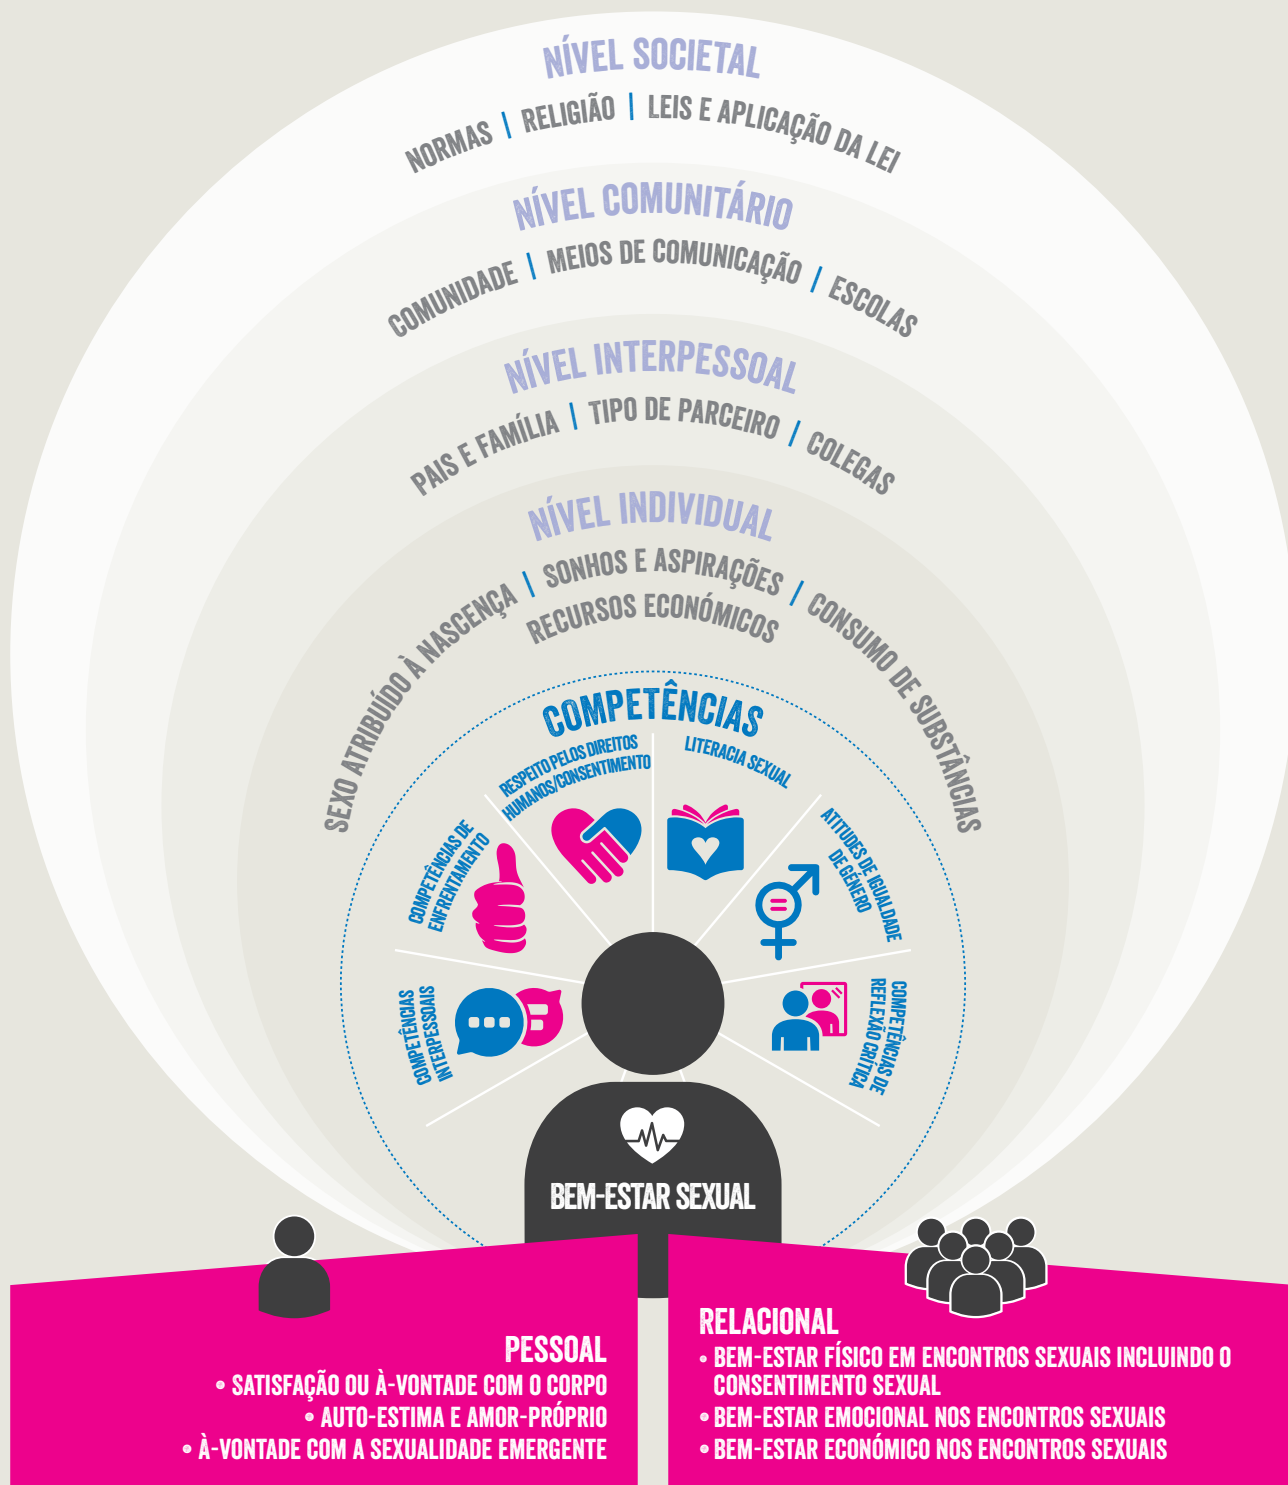 NÍVEL SOCIETAL
NORMAS | RELIGIÃO | LEIS E APLICAÇÃO DA LEI
NÍVEL COMUNITÁRIO
COMUNIDADE | MEIOS DE COMUNICAÇÃO | ESCOLAS
NÍVEL INTERPESSOAL
PAIS E FAMÍLIA | TIPO DE PARCEIRO | COLEGAS
NÍVEL INDIVIDUAL
SEXO ATRIBUÍDO À NASCENÇA | SONHOS E ASPIRAÇÕES | CONSUMO DE SUBSTÂNCIAS
RECURSOS ECONÓMICOS
COMPETÊNCIAS
COMPETÊNCIAS
INTERPESSOAIS
COMPETÊNCIAS DE
ENFRENTAMENTO
RESPEITO PELOS DIREITOS
HUMANOS/CONSENTIMENTO
LITERACIA SEXUAL
ATITUDES DE IGUALDADE
DE GÉNERO
COMPETÊNCIAS DE
REFLEXÃO CRÍTICA
BEM-ESTAR SEXUAL
PESSOAL
• SATISFAÇÃO OU À-VONTADE COM O CORPO
• AUTO-ESTIMA E AMOR-PRÓPRIO
• À-VONTADE COM A SEXUALIDADE EMERGENTE
RELACIONAL
• BEM-ESTAR FÍSICO EM ENCONTROS SEXUAIS INCLUINDO O
CONSENTIMENTO SEXUAL
• BEM-ESTAR EMOCIONAL NOS ENCONTROS SEXUAIS
• BEM-ESTAR ECONÓMICO NOS ENCONTROS SEXUAIS